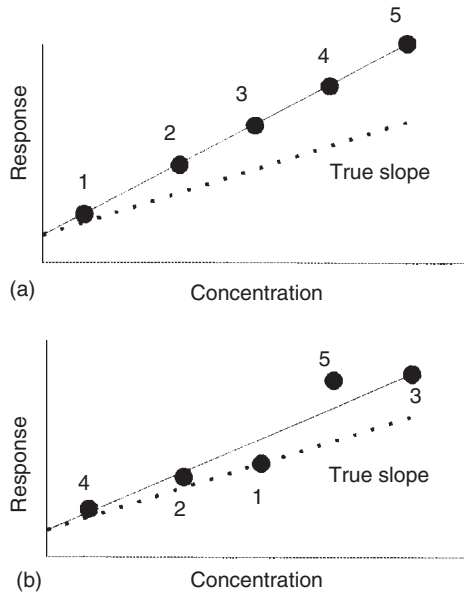 5
4
3
2
1
Response
True slope
(a)
Concentration
5
3
4
2
1
Response
True slope
(b)
Concentration